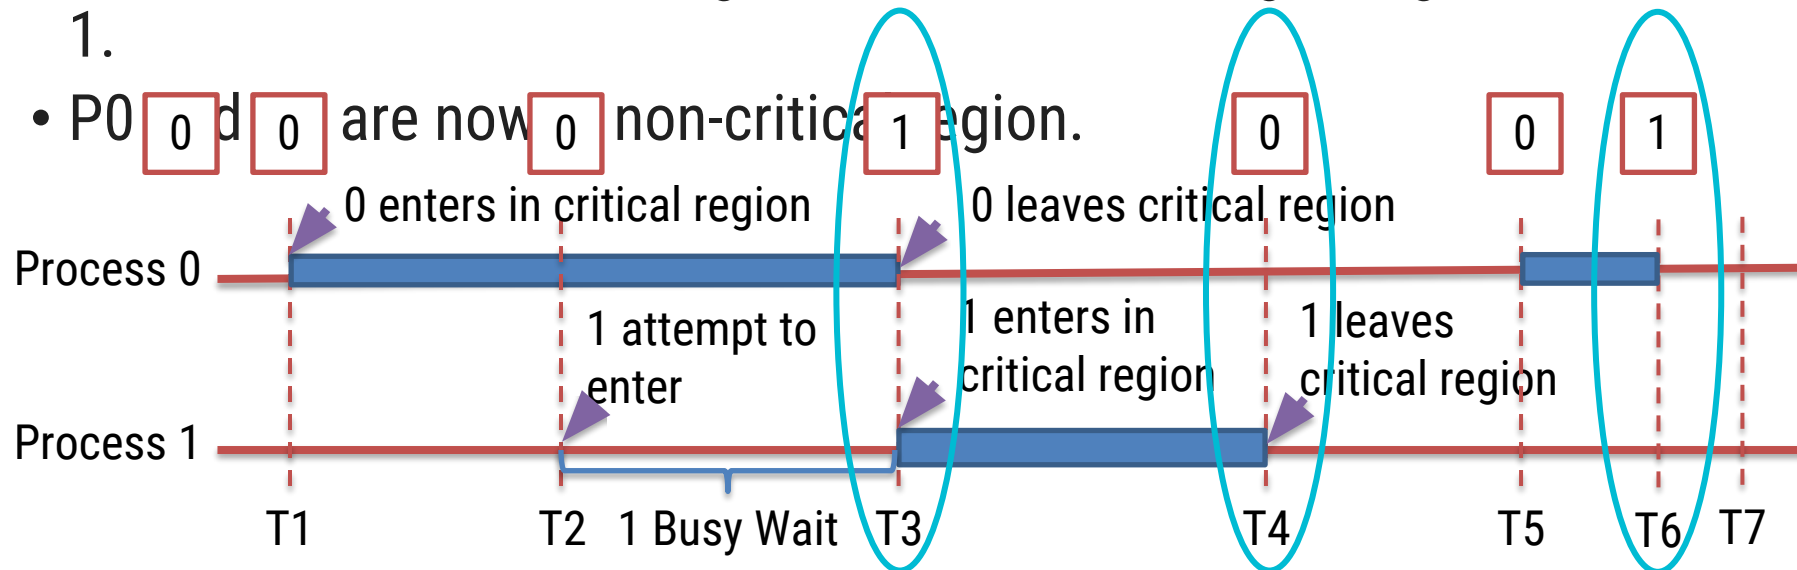 1.
• P0 are now non-critical region.
0 0 0 1 0 0 1
0 enters in critical region
0 leaves critical region
Process 0
1 attempt to
enter
1 enters in
critical region
1 leaves
critical region
Process 1
T1 T2 1 Busy Wait T3 T4 T5 T6 T7